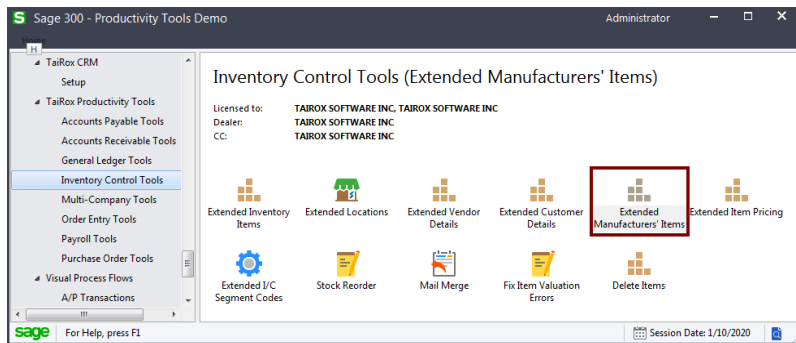 S Sage 300 - Productivity Tools Demo Administrator
Home
H
TaiRox CRM
Setup
TaiRox Productivity Tools
Accounts Payable Tools
Accounts Receivable Tools
General Ledger Tools
Inventory Control Tools
Multi-Company Tools
Order Entry Tools
Payroll Tools
Purchase Order Tools
Visual Process Flows
A/P Transactions
Inventory Control Tools (Extended Manufacturers' Items)
Licensed to: TAIROX SOFTWARE INC, TAIROX SOFTWARE INC
Dealer: TAIROX SOFTWARE INC
CC: TAIROX SOFTWARE INC
Extended Inventory
Items
Extended Locations
Extended Vendor
Details
Extended Customer
Details
Extended
Manufacturers' Items
Extended Item Pricing
Extended I/C
Segment Codes
Stock Reorder
Mail Merge
Fix Item Valuation
Errors
Delete Items
sage For Help, press F1 Session Date: 1/10/2020